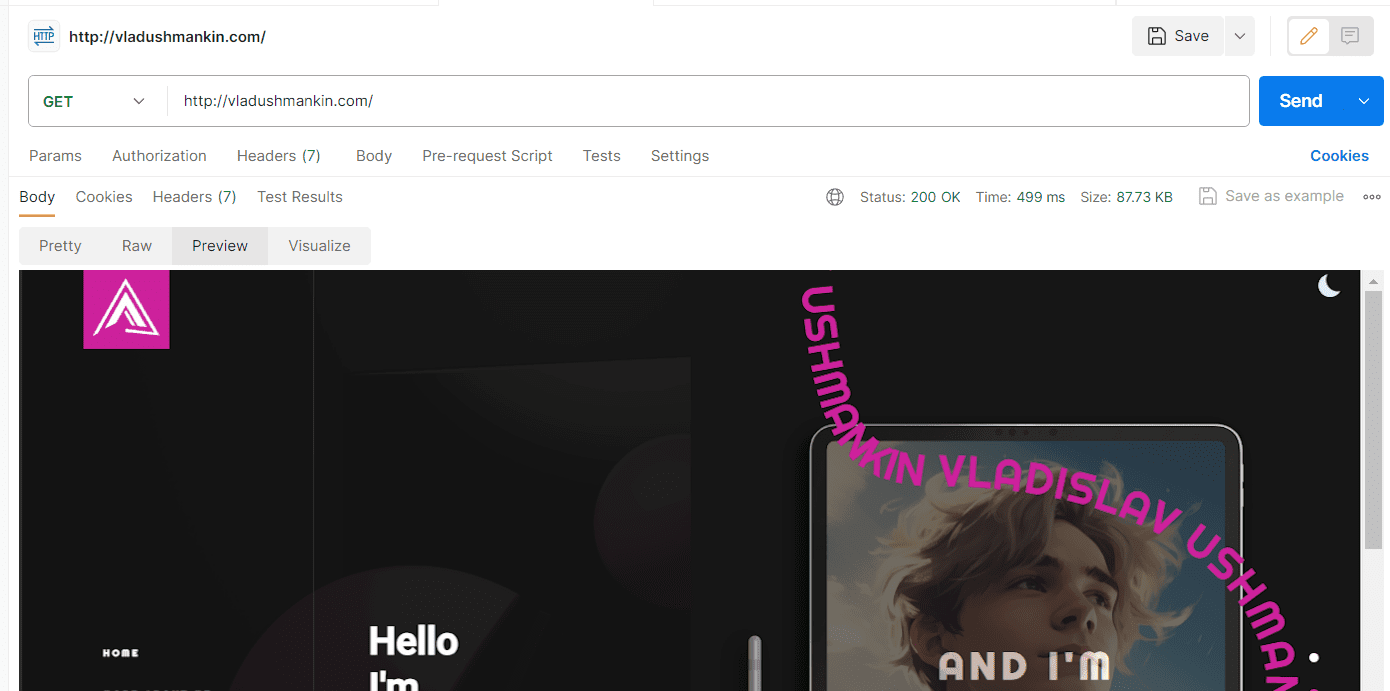 HTTP http://vladushmankin.com/ Save
GET http://vladushmankin.com/ Send
Params Authorization Headers (7) Body Pre-request Script Tests Settings Cookies
Body Cookies Headers (7) Test Results Status: 200 OK Time: 499 ms Size: 87.73 KB Save as example
Pretty Raw Preview Visualize
USHMANKIN VLADISLAV USHMAN
HOME
Hello
I'm
AND I'M